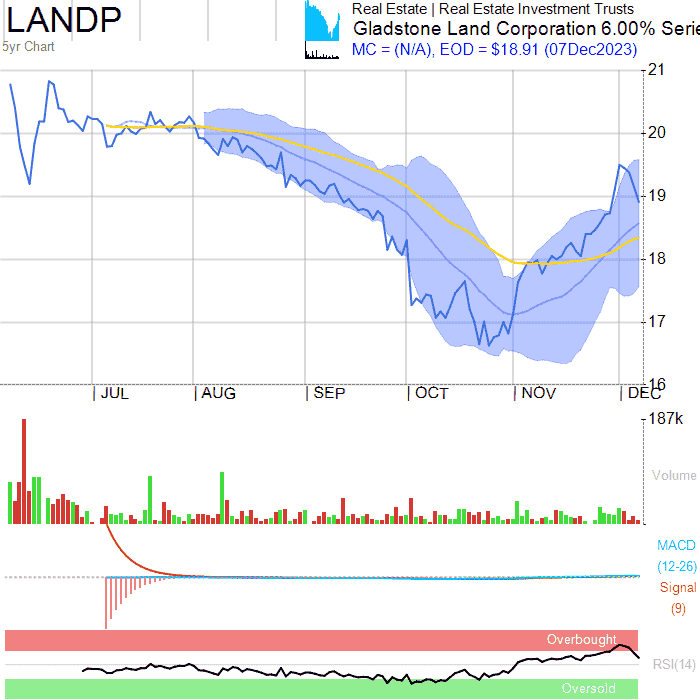 LANDP
5yr Chart
Real Estate | Real Estate Investment Trusts
Gladstone Land Corporation 6.00% Serie
MC = (N/A), EOD = $18.91 (07Dec2023)
21
20
19
18
17
16
JUL AUG SEP OCT NOV DEC
187k
Volume
MACD
(12-26)
Signal
(9)
Overbought
RSI(14)
Oversold